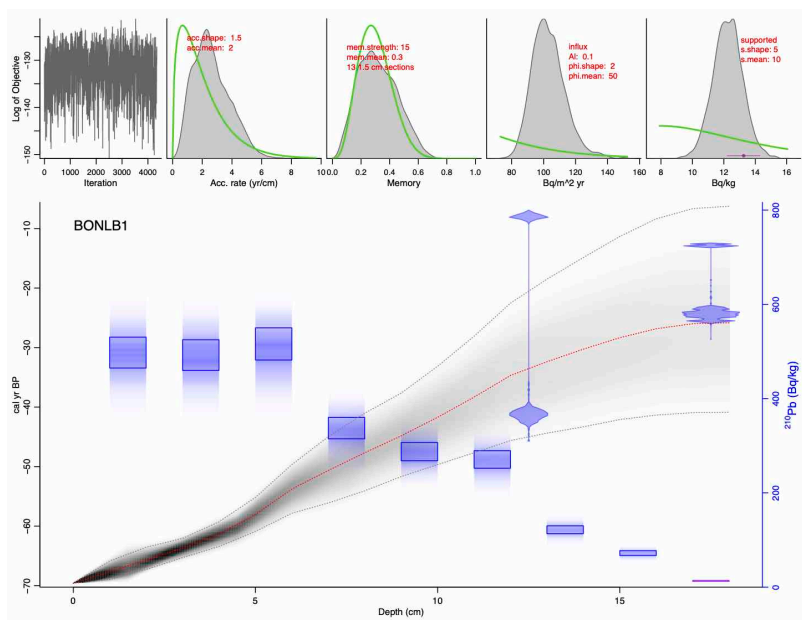 Log of Objective
-130
-140
-150
0
1000
2000
3000
4000
Iteration
acc.shape: 1.5
acc.mean: 2
0
2
4
6
8
10
Acc. rate (yr/cm)
mem.strength: 15
mem.mean: 0.3
13 1.5 cm sections
0.0
0.2
0.4
0.6
0.8
1.0
Memory
influx
Al: 0.1
phi.shape: 2
phi.mean: 50
80
100
120
140
160
Bq/m^2 yr
supported
s.shape: 5
s.mean: 10
8
10
12
14
16
Bq/kg
BONLB1
cal yr BP
-10
-20
-30
-40
-50
-60
-70
0
5
10
15
Depth (cm)
800
600
400
200
0
210Pb (Bq/kg)